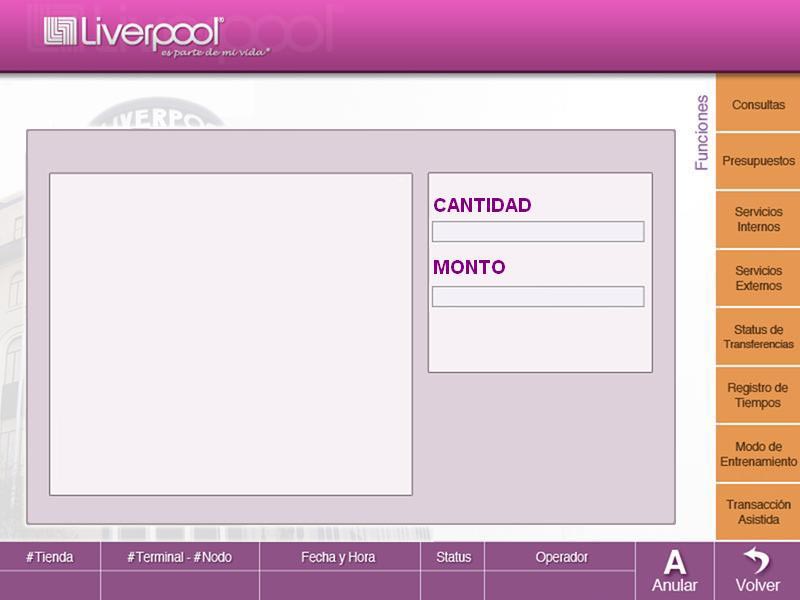 Liverpool®
es parte de mi vida*
LIVERPOOL
CANTIDAD
MONTO
Funciones
Consultas
Presupuestos
Servicios
Internos
Servicios
Externos
Status de
Transferencias
Registro de
Tiempos
Modo de
Entrenamiento
Transacción
Asistida
#Tienda
#Terminal - #Nodo
Fecha y Hora
Status
Operador
A
Anular
Volver